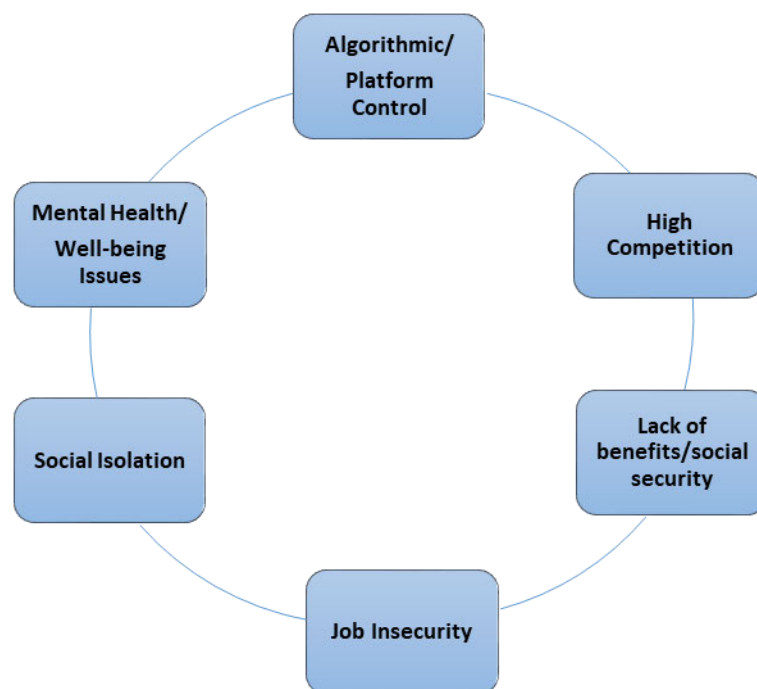 Algorithmic/
Platform
Control
High
Competition
Lack of
benefits/social
security
Job Insecurity
Social Isolation
Mental Health/
Well-being
Issues